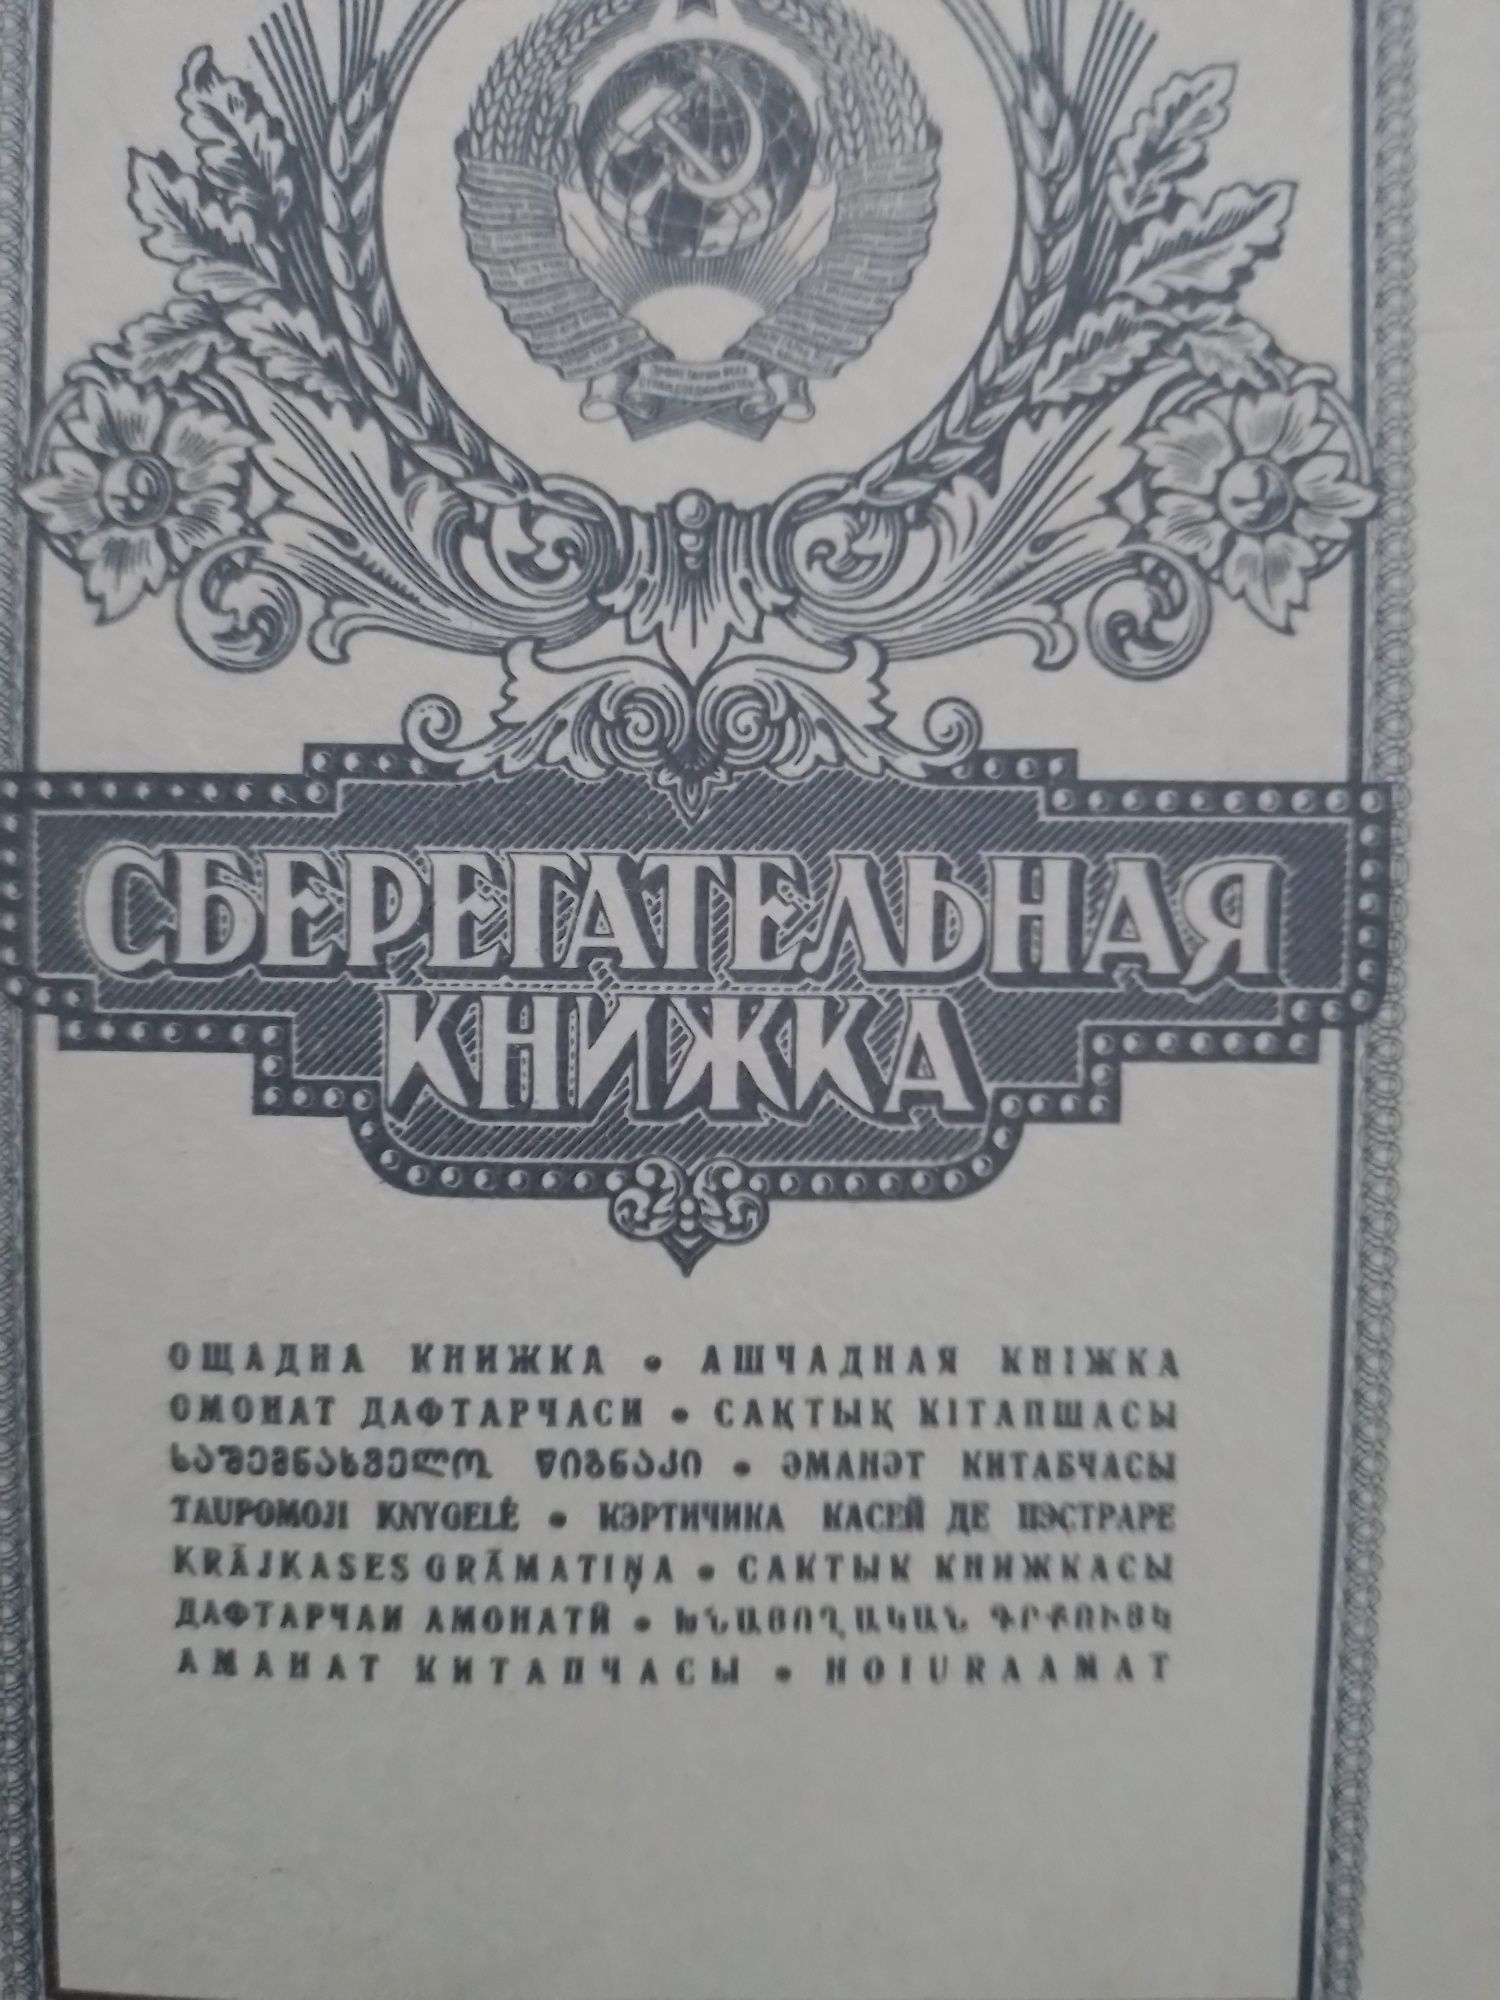 СБЕРЕГАТЕЛЬНАЯ
КНИЖКА
ОЩАДНА КНИЖКА • АШЧАДНАЯ КНІЖКА
ОМОНАТ ДАФТАРЧАСИ • САҚТЫҚ КІТАПШАСЫ
ᲡᲐᲨᲔᲛᲜᲐᲮᲕᲔᲚᲝ ᲬᲘᲒᲜᲐᲙᲘ • ӘМАНӘТ КИТАБЧАСЫ
TAUPOMOJI KNYGELĖ • КЭРТИЧИКА КАСЕЙ ДЕ ПЭСТРАРЕ
KRĀJKASES GRĀMATIŅA • САКТЫК КНИЖКАСЫ
ДАФТАРЧАИ АМОНАТӢ • ԽՆԱՅՈՂԱԿԱՆ ԳՐՔՈՒՅԿ
АМАНАТ КИТАПЧАСЫ • HOIURAAMAT